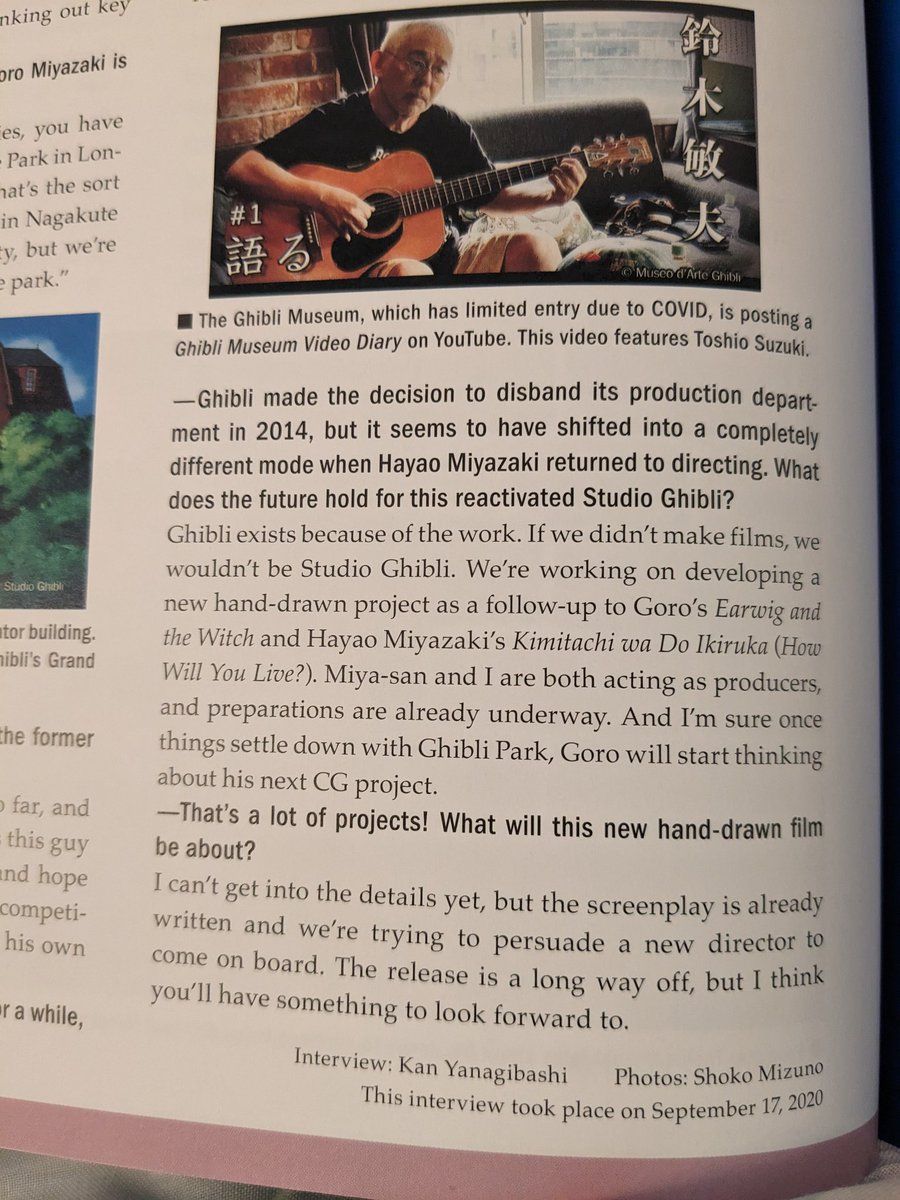 nking out key
oro Miyazaki is
ies, you have
Park in Lon-
hat's the sort
in Nagakute
ty, but we're
e park."
Studio Ghibli
ator building.
hibli's Grand
the former
o far, and
this guy
and hope
competi-
his own
or a while,
鈴木敏夫
#1
語る
© Museo d'Arte Ghibli
■ The Ghibli Museum, which has limited entry due to COVID, is posting a
Ghibli Museum Video Diary on YouTube. This video features Toshio Suzuki.
—Ghibli made the decision to disband its production depart-
ment in 2014, but it seems to have shifted into a completely
different mode when Hayao Miyazaki returned to directing. What
does the future hold for this reactivated Studio Ghibli?
Ghibli exists because of the work. If we didn't make films, we
wouldn't be Studio Ghibli. We're working on developing a
new hand-drawn project as a follow-up to Goro's Earwig and
the Witch and Hayao Miyazaki's Kimitachi wa Do Ikiruka (How
Will You Live?). Miya-san and I are both acting as producers,
and preparations are already underway. And I'm sure once
things settle down with Ghibli Park, Goro will start thinking
about his next CG project.
—That's a lot of projects! What will this new hand-drawn film
be about?
I can't get into the details yet, but the screenplay is already
written and we're trying to persuade a new director to
come on board. The release is a long way off, but I think
you'll have something to look forward to.
Interview: Kan Yanagibashi Photos: Shoko Mizuno
This interview took place on September 17, 2020